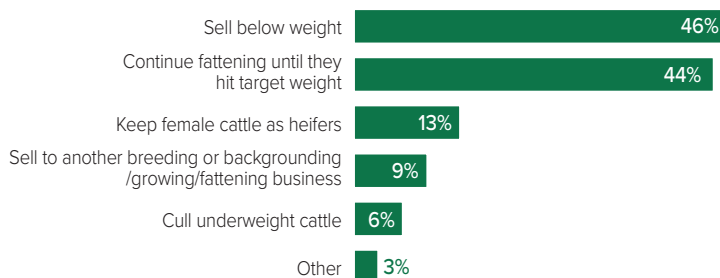 Sell below weight 46%
Continue fattening until they
hit target weight 44%
Keep female cattle as heifers 13%
Sell to another breeding or backgrounding
/growing/fattening business 9%
Cull underweight cattle 6%
Other 3%